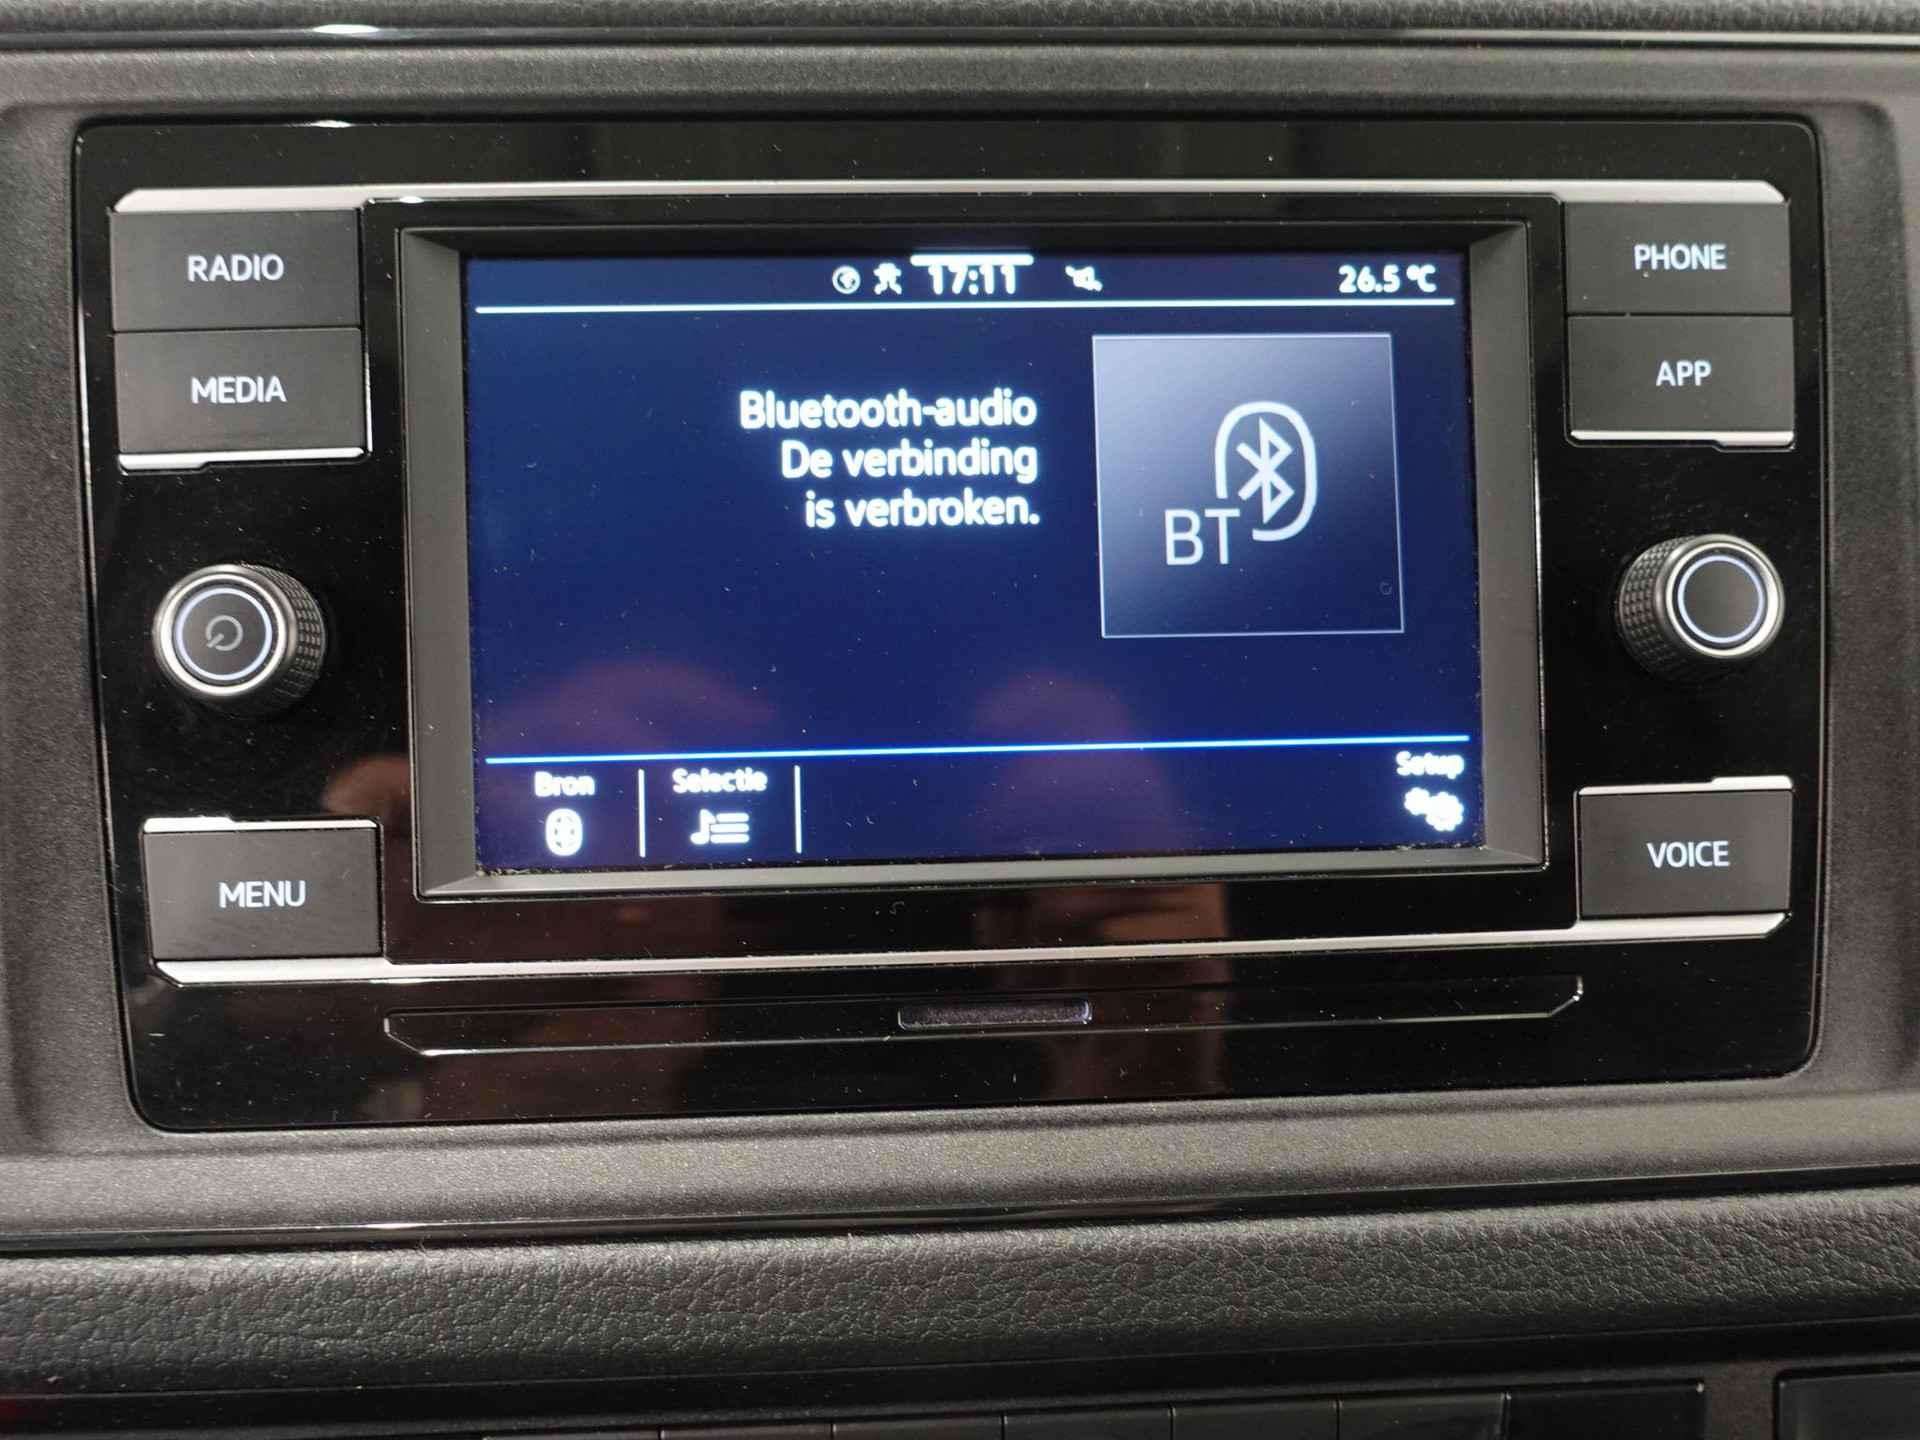 RADIO
MEDIA
MENU
17:11
26.5 °C
Bluetooth-audio
De verbinding
is verbroken.
BT
Bron
Selectie
Setup
PHONE
APP
VOICE